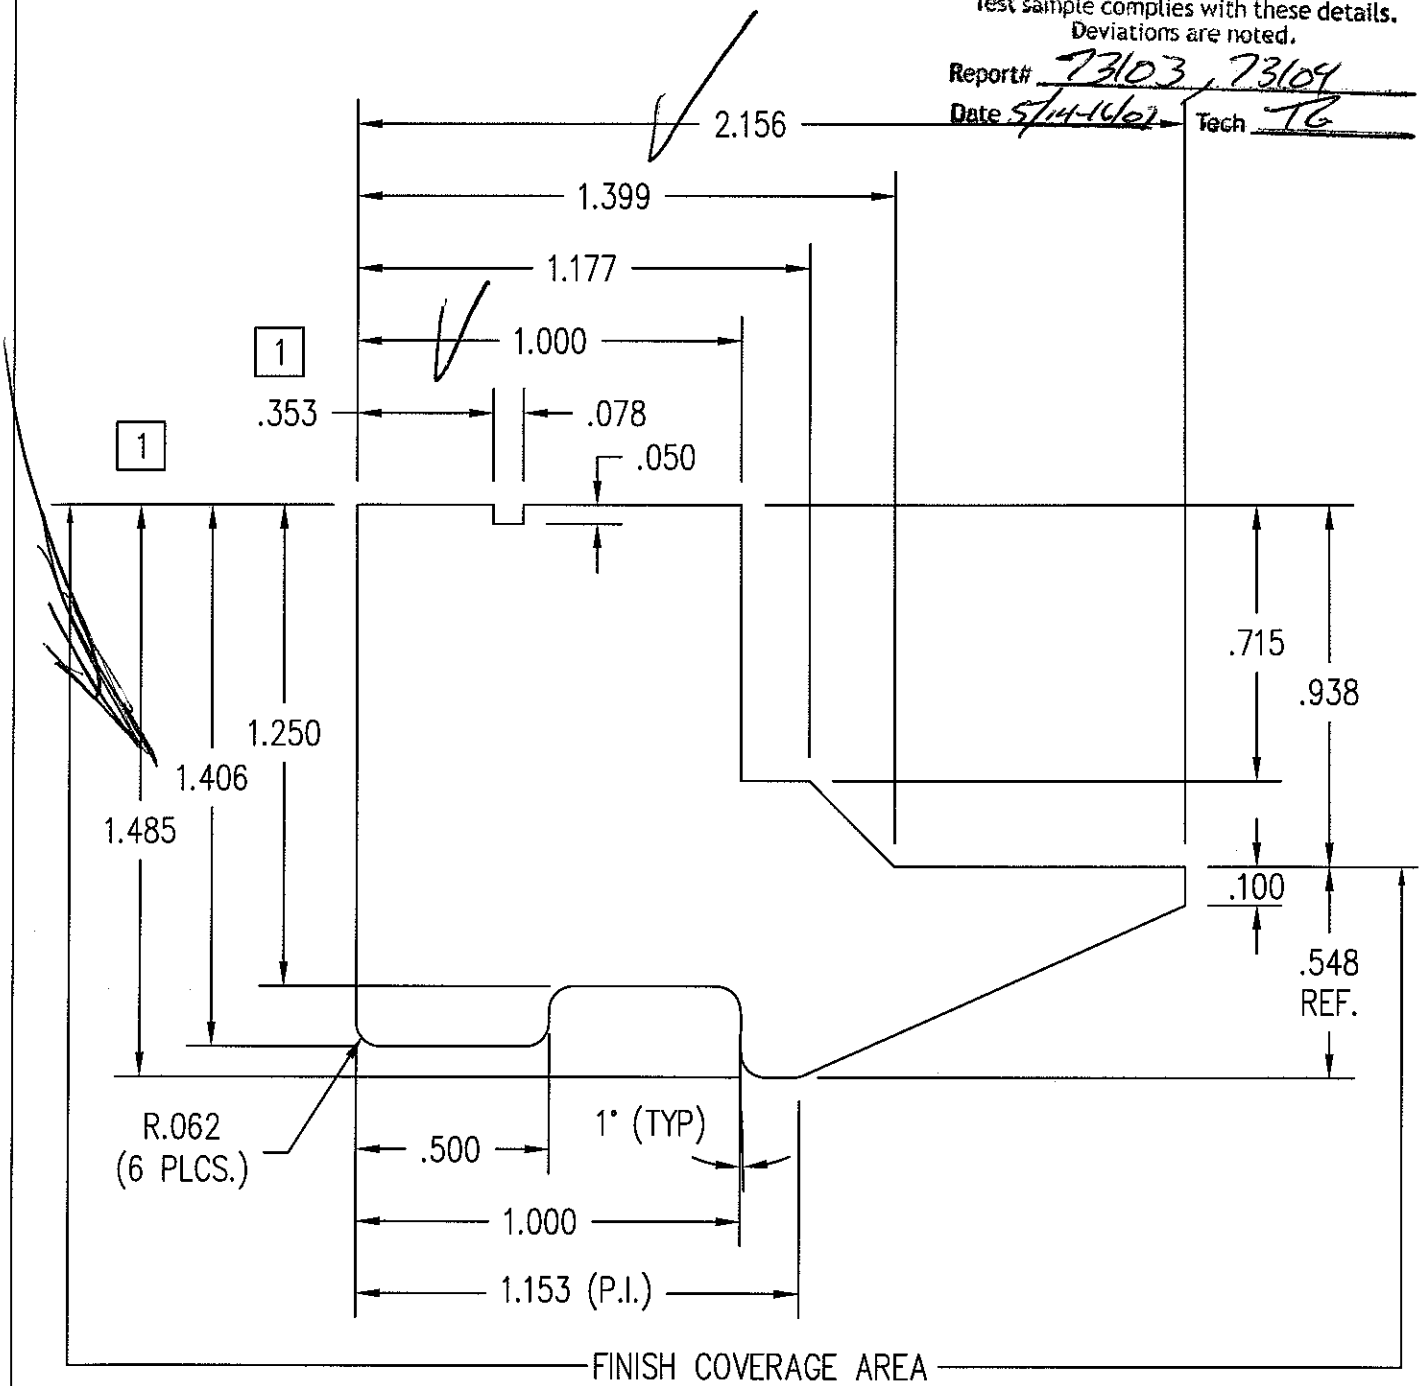 Test sample complies with these details.
Deviations are noted.
Report# 73103, 73104
Date 5/14-16/07 Tech TG
2.156
1.399
1.177
1
1.000
.353
.078
1
.050
.715
.938
1.250
1.406
1.485
.100
.548
REF.
R.062
(6 PLCS.)
1° (TYP)
.500
1.000
1.153 (P.I.)
FINISH COVERAGE AREA